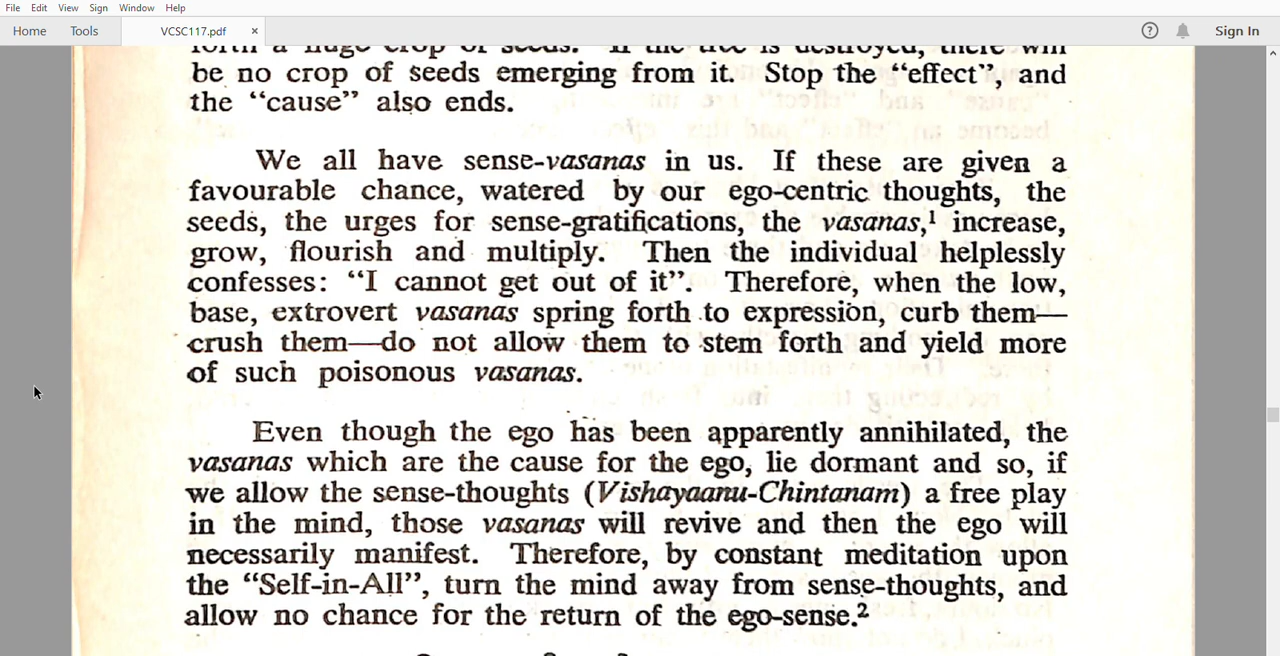 File Edit View Sign Window Help
Home Tools VCSC117.pdf × ? Sign In
forth a huge crop of seeds. If the tree is destroyed, there will
be no crop of seeds emerging from it. Stop the “effect”, and
the “cause” also ends.
We all have sense-vasanas in us. If these are given a
favourable chance, watered by our ego-centric thoughts, the
seeds, the urges for sense-gratifications, the vasanas,¹ increase,
grow, flourish and multiply. Then the individual helplessly
confesses: “I cannot get out of it”. Therefore, when the low,
base, extrovert vasanas spring forth to expression, curb them—
crush them—do not allow them to stem forth and yield more
of such poisonous vasanas.
Even though the ego has been apparently annihilated, the
vasanas which are the cause for the ego, lie dormant and so, if
we allow the sense-thoughts (Vishayaanu-Chintanam) a free play
in the mind, those vasanas will revive and then the ego will
necessarily manifest. Therefore, by constant meditation upon
the “Self-in-All”, turn the mind away from sense-thoughts, and
allow no chance for the return of the ego-sense.²